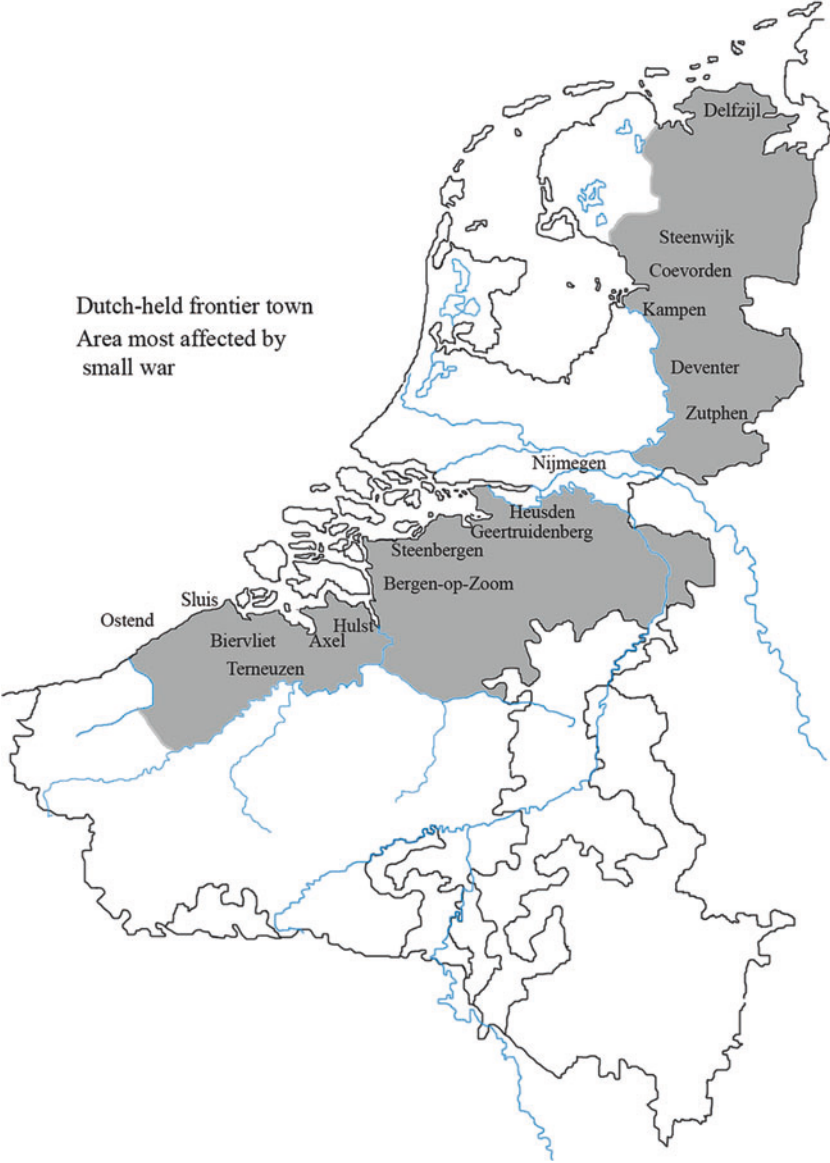 Delfzijl
Steenwijk
Coevorden
Dutch-held frontier town
Area most affected by
small war
Kampen
Deventer
Zutphen
Nijmegen
Heusden
Geertruidenberg
Steenbergen
Bergen-op-Zoom
Sluis
Ostend
Hulst
Biervliet
Axel
Terneuzen